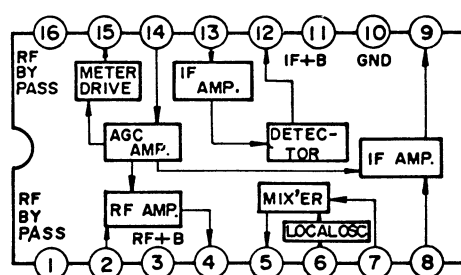 16 15 14 13 12 11 10 9
RF
BY
PASS
METER
DRIVE
IF
AMP.
IF+B
GND
AGC
AMP.
DETEC-
TOR
IF AMP.
RF
BY
PASS
RF AMP.
RF+B
MIX'ER
LOCALOSC
1 2 3 4 5 6 7 8